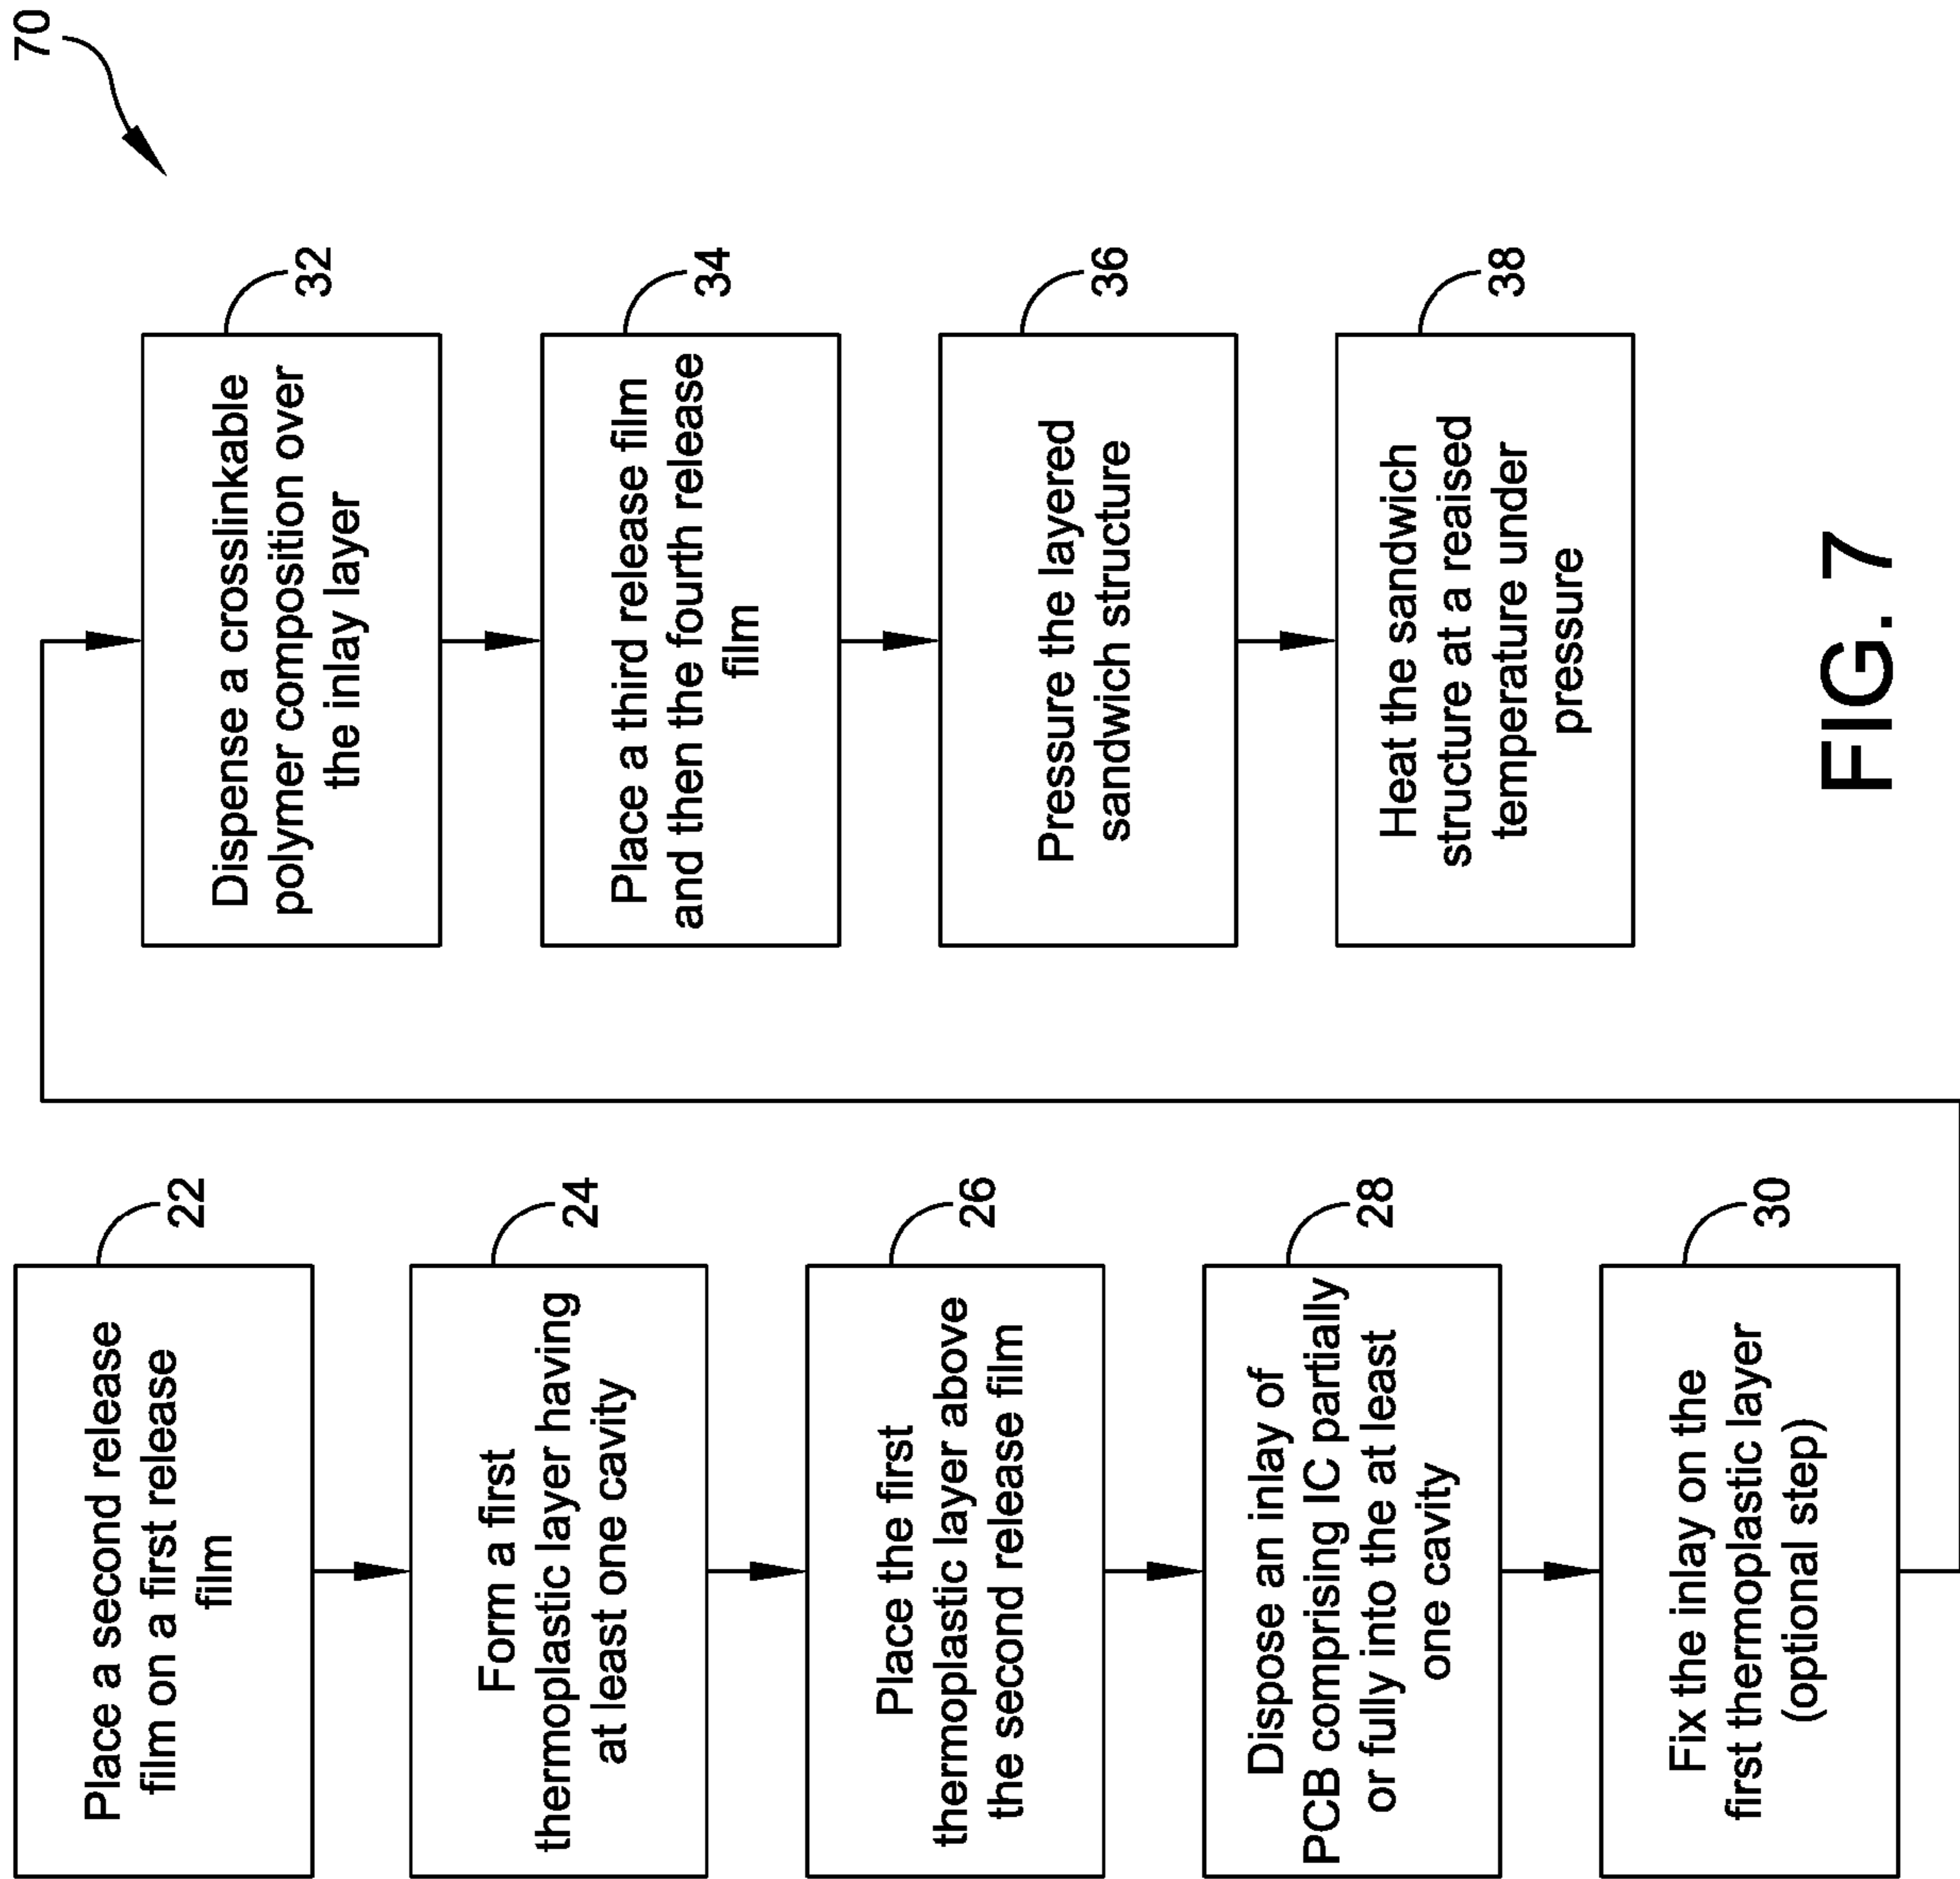 70
Place a second release
film on a first release
film
22
Form a first
thermoplastic layer having
at least one cavity
24
Place the first
thermoplastic layer above
the second release film
26
Dispose an inlay of
PCB comprising IC partially
or fully into the at least
one cavity
28
Fix the inlay on the
first thermoplastic layer
(optional step)
30
Dispense a crosslinkable
polymer composition over
the inlay layer
32
Place a third release film
and then the fourth release
film
34
Pressure the layered
sandwich structure
36
Heat the sandwich
structure at a reaised
temperature under
pressure
38
FIG. 7